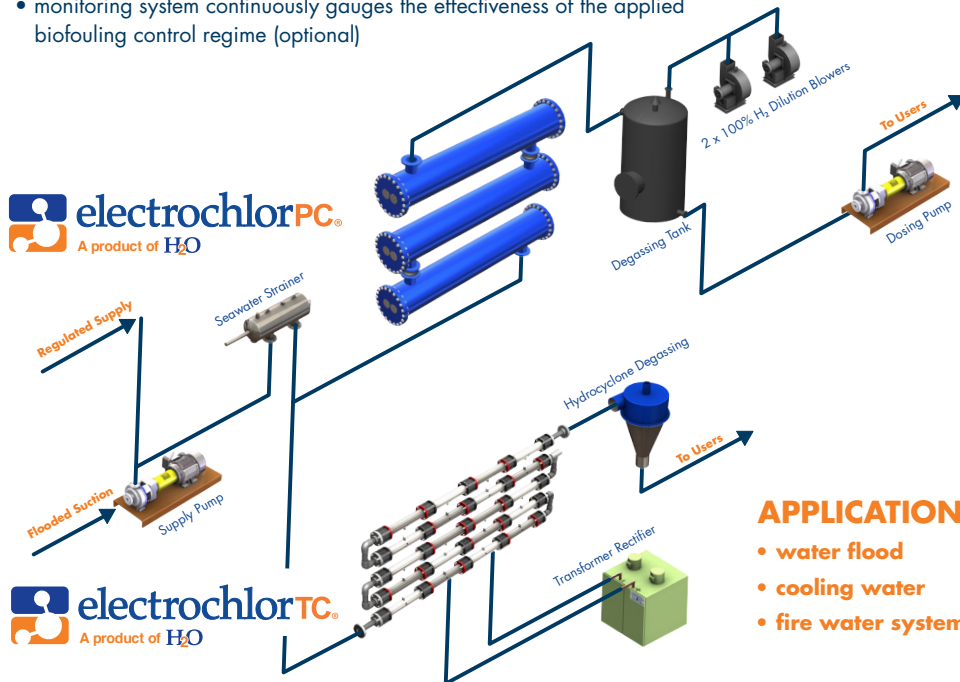 • monitoring system continuously gauges the effectiveness of the applied
biofouling control regime (optional)
2 x 100% H₂ Dilution Blowers
To Users
Degassing Tank
Dosing Pump
electrochlorPC®
A product of H₂O
Seawater Strainer
Regulated Supply
Hydrocyclone Degassing
To Users
Flooded Suction
Supply Pump
Transformer Rectifier
APPLICATION
• water flood
• cooling water
• fire water system
electrochlorTC®
A product of H₂O